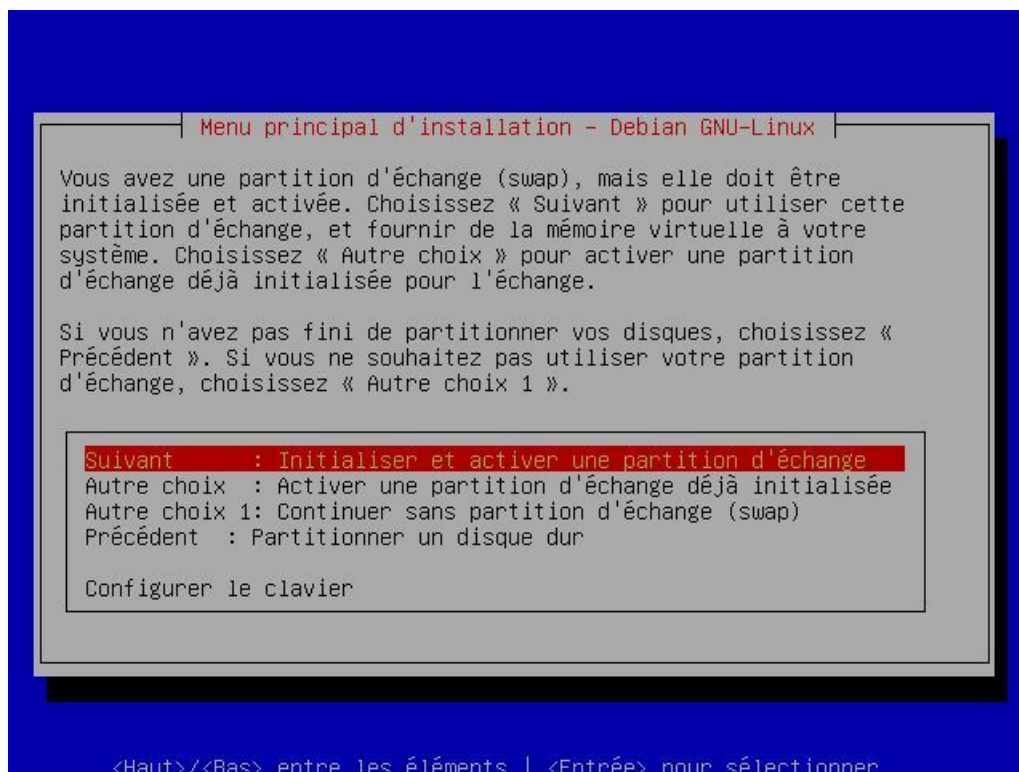 Menu principal d'installation – Debian GNU-Linux
Vous avez une partition d'échange (swap), mais elle doit être
initialisée et activée. Choisissez « Suivant » pour utiliser cette
partition d'échange, et fournir de la mémoire virtuelle à votre
système. Choisissez « Autre choix » pour activer une partition
d'échange déjà initialisée pour l'échange.
Si vous n'avez pas fini de partitionner vos disques, choisissez «
Précédent ». Si vous ne souhaitez pas utiliser votre partition
d'échange, choisissez « Autre choix 1 ».
Suivant : Initialiser et activer une partition d'échange
Autre choix : Activer une partition d'échange déjà initialisée
Autre choix 1: Continuer sans partition d'échange (swap)
Précédent : Partitionner un disque dur
Configurer le clavier
<Haut>/<Bas> entre les éléments | <Entrée> pour sélectionner